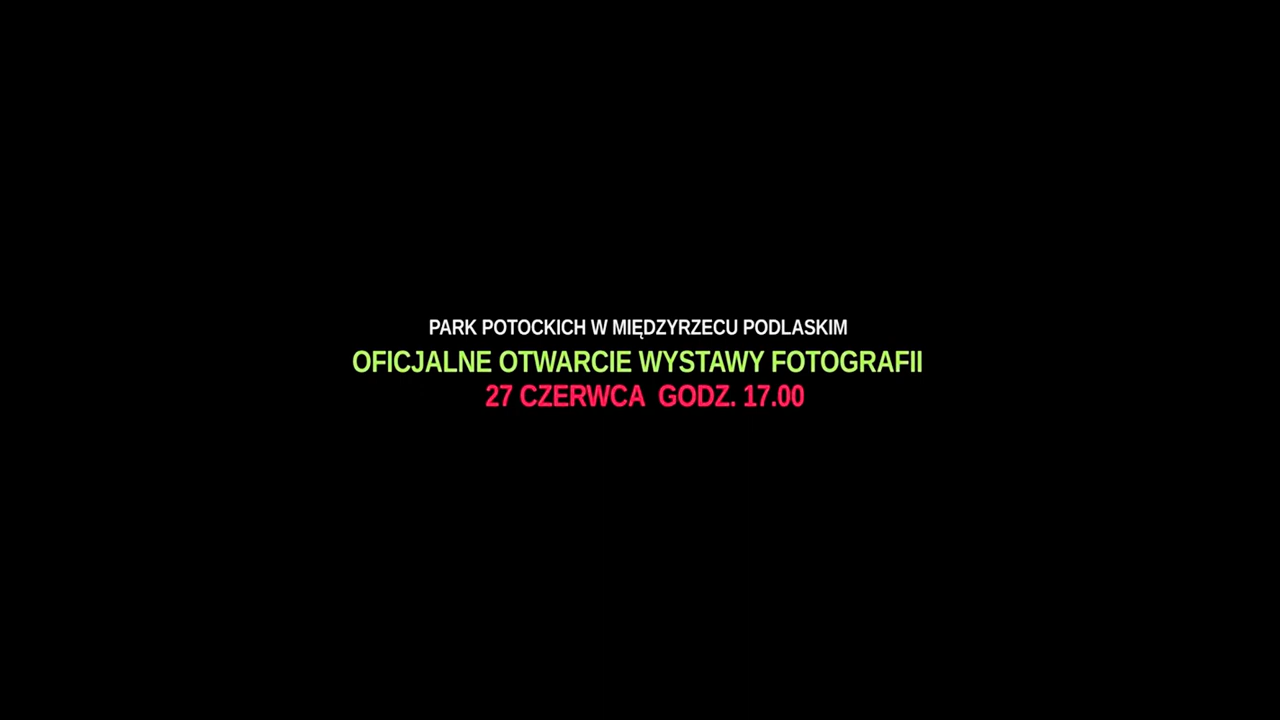 PARK POTOCKICH W MIĘDZYRZECU PODLASKIM
OFICJALNE OTWARCIE WYSTAWY FOTOGRAFII
27 CZERWCA  GODZ. 17.00